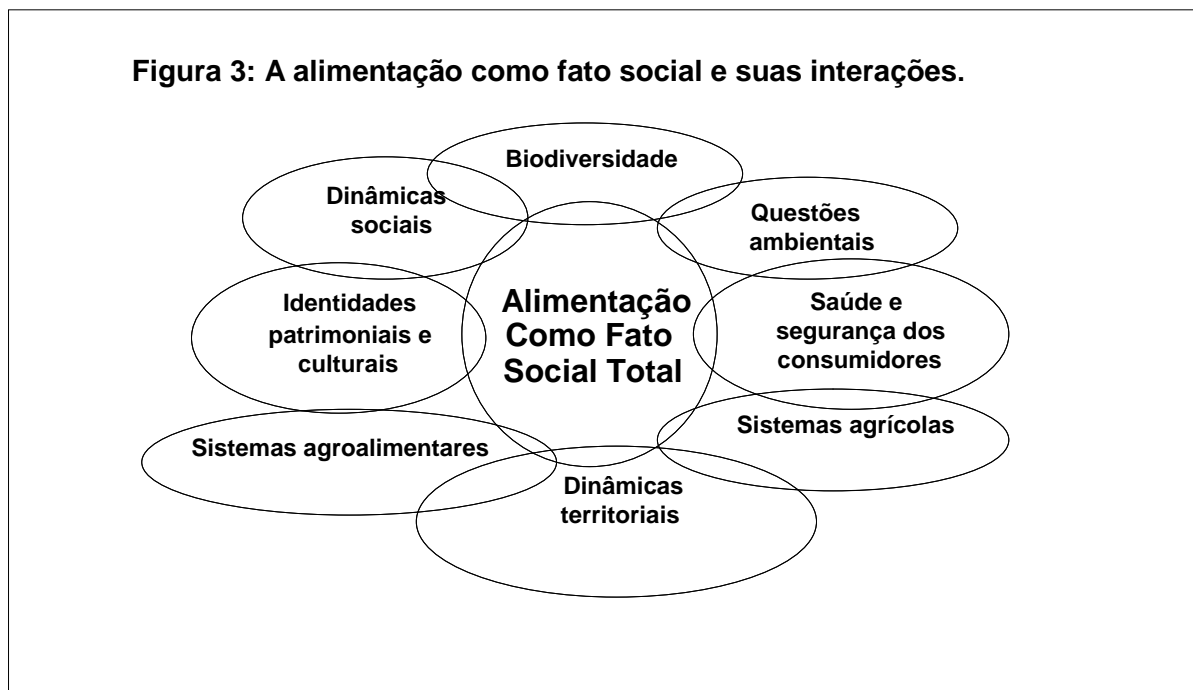 Figura 3: A alimentação como fato social e suas interações.
Biodiversidade
Dinâmicas
sociais
Questões
ambientais
Identidades
patrimoniais e
culturais
Alimentação
Como Fato
Social Total
Saúde e
segurança dos
consumidores
Sistemas agroalimentares
Sistemas agrícolas
Dinâmicas
territoriais